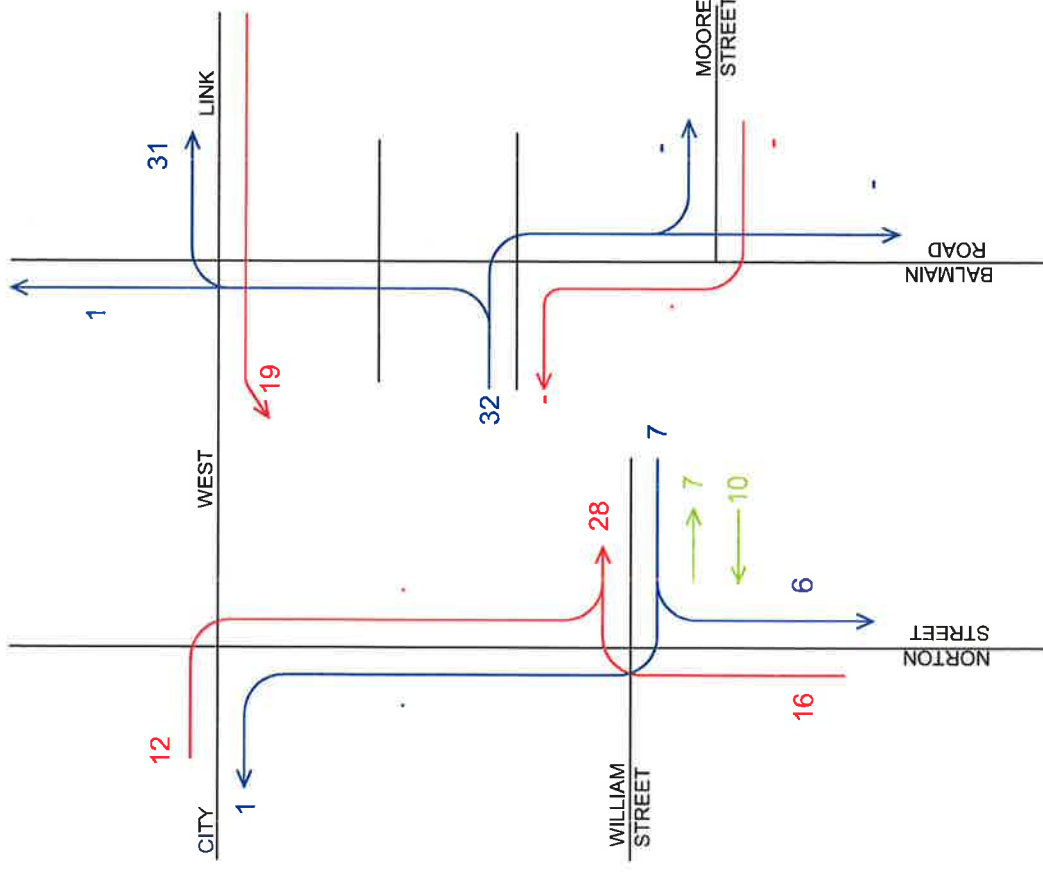 LINK
WEST
CITY
31
1
19
12
1
32
28
7
7
10
6
16
-
-
-
-
MOORE
STREET
BALMAIN
ROAD
NORTON
STREET
WILLIAM
STREET